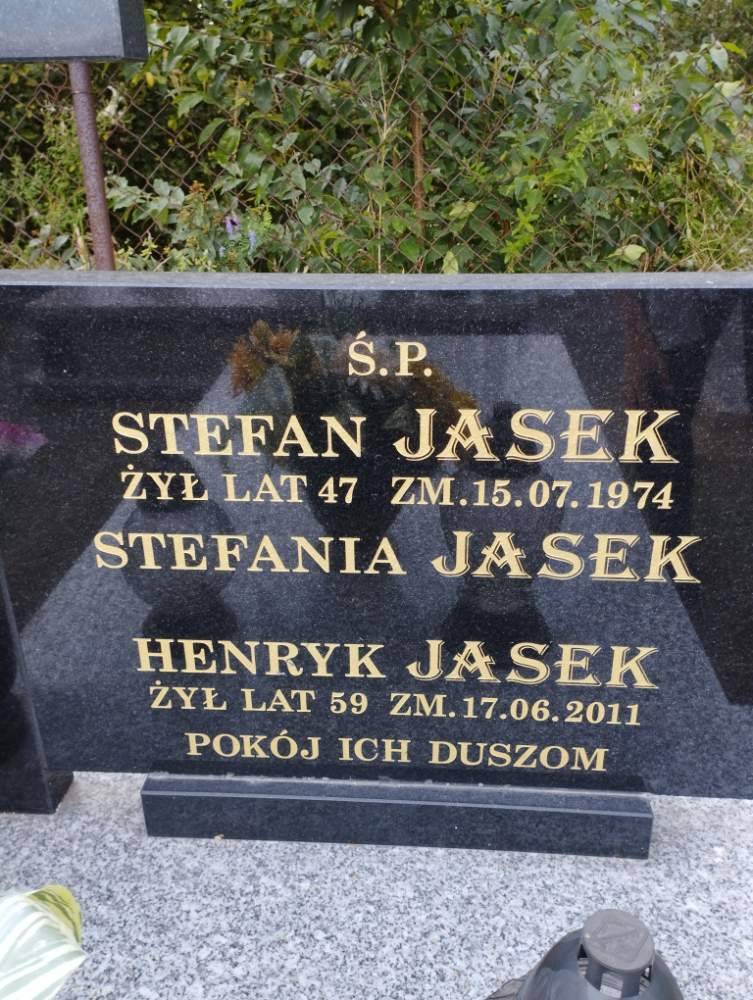 Ś.P.
STEFAN JASEK
ŻYŁ LAT 47 ZM.15.07.1974
STEFANIA JASEK
HENRYK JASEK
ŻYŁ LAT 59 ZM.17.06.2011
POKÓJ ICH DUSZOM